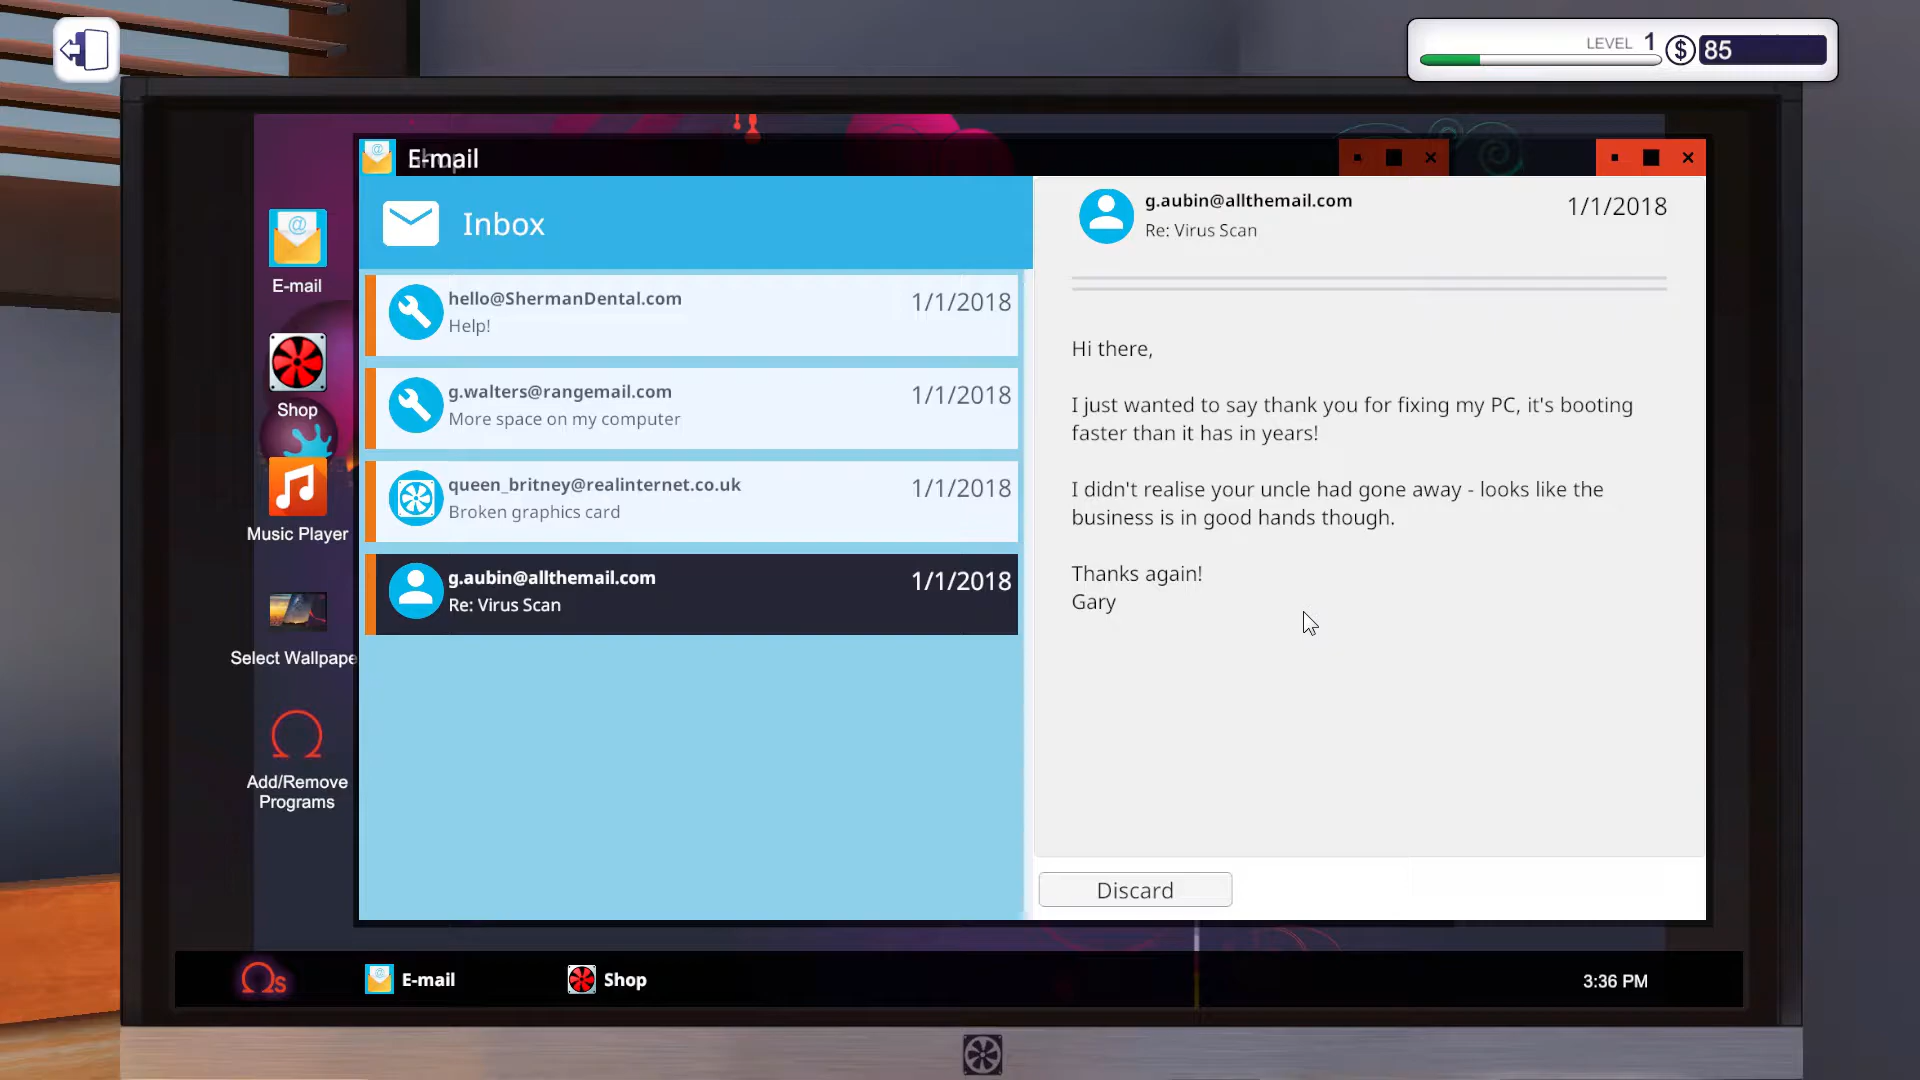 LEVEL 1
$ 85
E-mail
Inbox
hello@ShermanDental.com
1/1/2018
Help!
g.walters@rangemail.com
1/1/2018
More space on my computer
queen_britney@realinternet.co.uk
1/1/2018
Broken graphics card
g.aubin@allthemail.com
1/1/2018
Re: Virus Scan
g.aubin@allthemail.com
1/1/2018
Re: Virus Scan
Hi there,
I just wanted to say thank you for fixing my PC, it's booting
faster than it has in years!
I didn't realise your uncle had gone away - looks like the
business is in good hands though.
Thanks again!
Gary
Discard
E-mail
Shop
Music Player
Select Wallpape
Add/Remove
Programs
Ωs
E-mail
Shop
3:36 PM